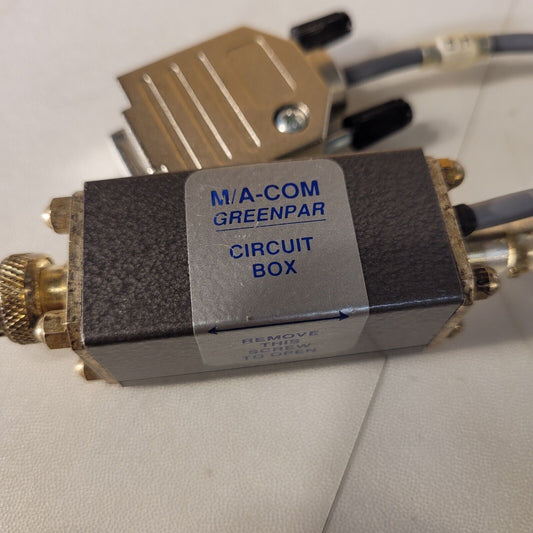 M/A-COM
GREENPAR
CIRCUIT
BOX
REMOVE
THIS
SCREW
TO OPEN